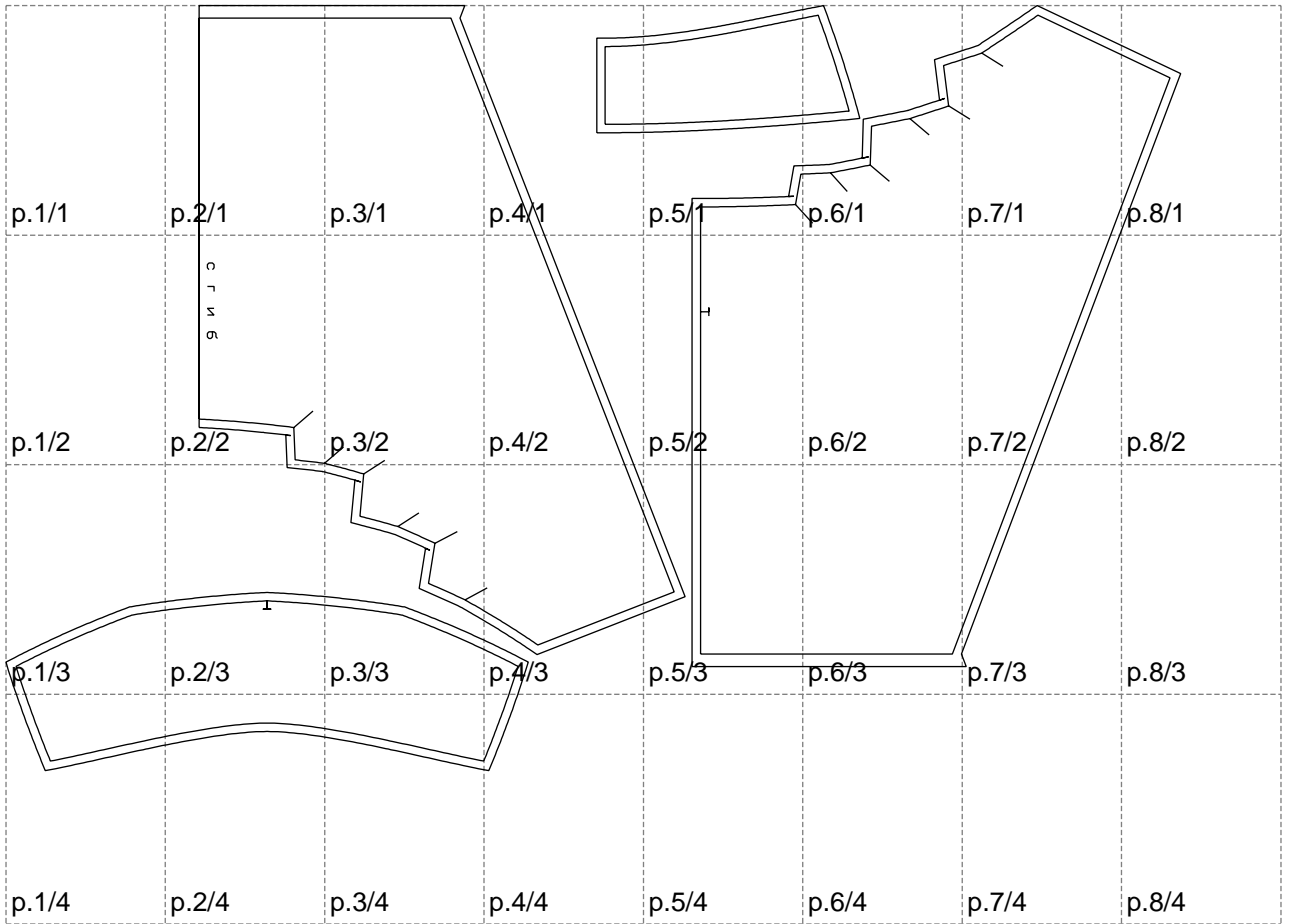 p.1/1 p.2/1 p.3/1 p.4/1 p.5/1 p.6/1 p.7/1 p.8/1
сгиб
p.1/2 p.2/2 p.3/2 p.4/2 p.5/2 p.6/2 p.7/2 p.8/2
p.1/3 p.2/3 p.3/3 p.4/3 p.5/3 p.6/3 p.7/3 p.8/3
p.1/4 p.2/4 p.3/4 p.4/4 p.5/4 p.6/4 p.7/4 p.8/4